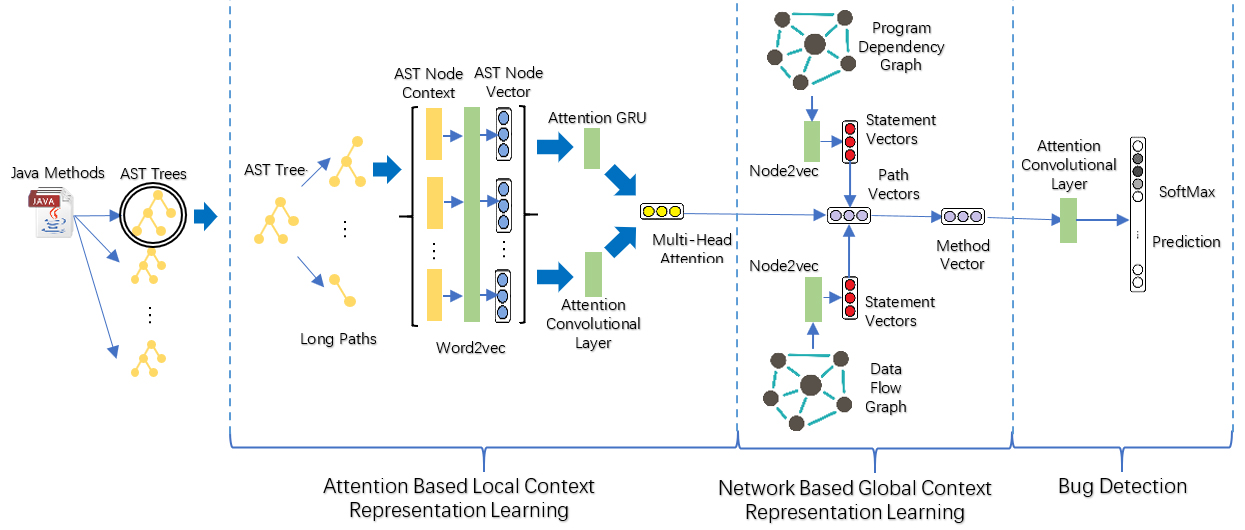 Java Methods
JAVA
AST Trees
AST Tree
Long Paths
AST Node
Context
AST Node
Vector
Word2vec
Attention GRU
Attention
Convolutional
Layer
Multi-Head
Attention
Program
Dependency
Graph
Node2vec
Statement
Vectors
Path
Vectors
Node2vec
Statement
Vectors
Data
Flow
Graph
Method
Vector
Attention
Convolutional
Layer
SoftMax
Prediction
Attention Based Local Context
Representation Learning
Network Based Global Context
Representation Learning
Bug Detection